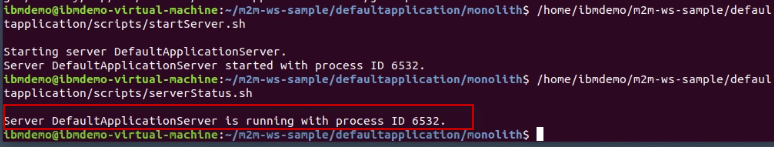 ibmdemo@ibmdemo-virtual-machine:~/m2m-ws-sample/defaultapplication/monolith$ /home/ibmdemo/m2m-ws-sample/defaul
tapplication/scripts/startServer.sh
Starting server DefaultApplicationServer.
Server DefaultApplicationServer started with process ID 6532.
ibmdemo@ibmdemo-virtual-machine:~/m2m-ws-sample/defaultapplication/monolith$ /home/ibmdemo/m2m-ws-sample/defaul
tapplication/scripts/serverStatus.sh
Server DefaultApplicationServer is running with process ID 6532.
ibmdemo@ibmdemo-virtual-machine:~/m2m-ws-sample/defaultapplication/monolith$